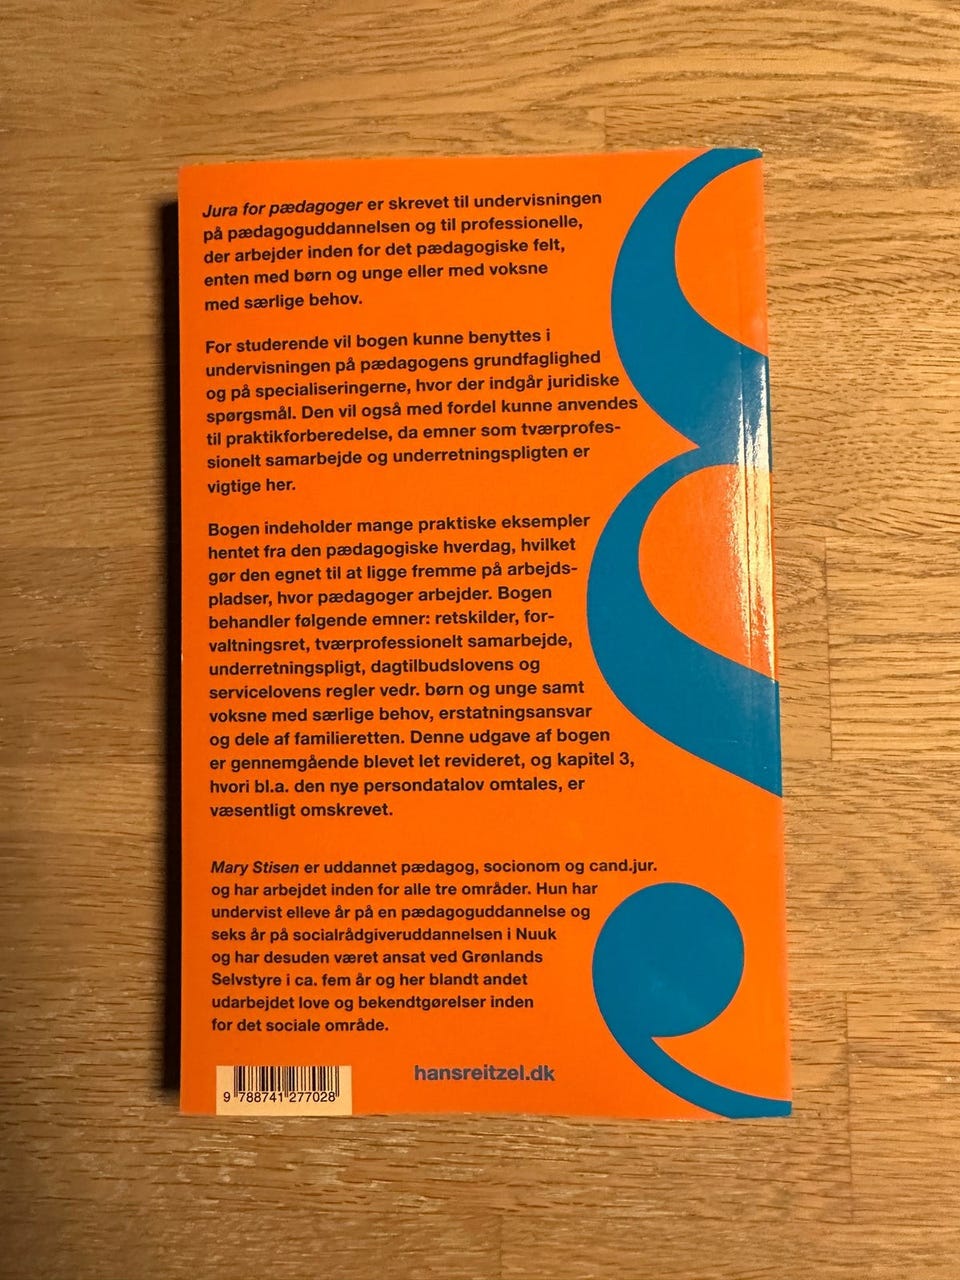 Jura for pædagoger er skrevet til undervisningen
på pædagoguddannelsen og til professionelle,
der arbejder inden for det pædagogiske felt,
enten med børn og unge eller med voksne
med særlige behov.
For studerende vil bogen kunne benyttes i
undervisningen på pædagogens grundfaglighed
og på specialiseringerne, hvor der indgår juridiske
spørgsmål. Den vil også med fordel kunne anvendes
til praktikforberedelse, da emner som tværprofes-
sionelt samarbejde og underretningspligten er
vigtige her.
Bogen indeholder mange praktiske eksempler
hentet fra den pædagogiske hverdag, hvilket
gør den egnet til at ligge fremme på arbejds-
pladser, hvor pædagoger arbejder. Bogen
behandler følgende emner: retskilder, for-
valtningsret, tværprofessionelt samarbejde,
underretningspligt, dagtilbudslovens og
servicelovens regler vedr. børn og unge samt
voksne med særlige behov, erstatningsansvar
og dele af familieretten. Denne udgave af bogen
er gennemgående blevet let revideret, og kapitel 3,
hvori bl.a. den nye persondatalov omtales, er
væsentligt omskrevet.
Mary Stisen er uddannet pædagog, socionom og cand.jur.
og har arbejdet inden for alle tre områder. Hun har
undervist elleve år på en pædagoguddannelse og
seks år på socialrådgiveruddannelsen i Nuuk
og har desuden været ansat ved Grønlands
Selvstyre i ca. fem år og her blandt andet
udarbejdet love og bekendtgørelser inden
for det sociale område.
hansreitzel.dk
9 788741 277028